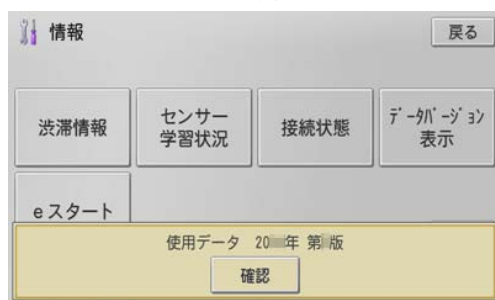 情報
戻る
渋滞情報
センサー
学習状況
接続状態
ﾃﾞｰﾀﾊﾞｰｼﾞｮﾝ
表示
eスタート
使用データ 20 年 第 版
確認